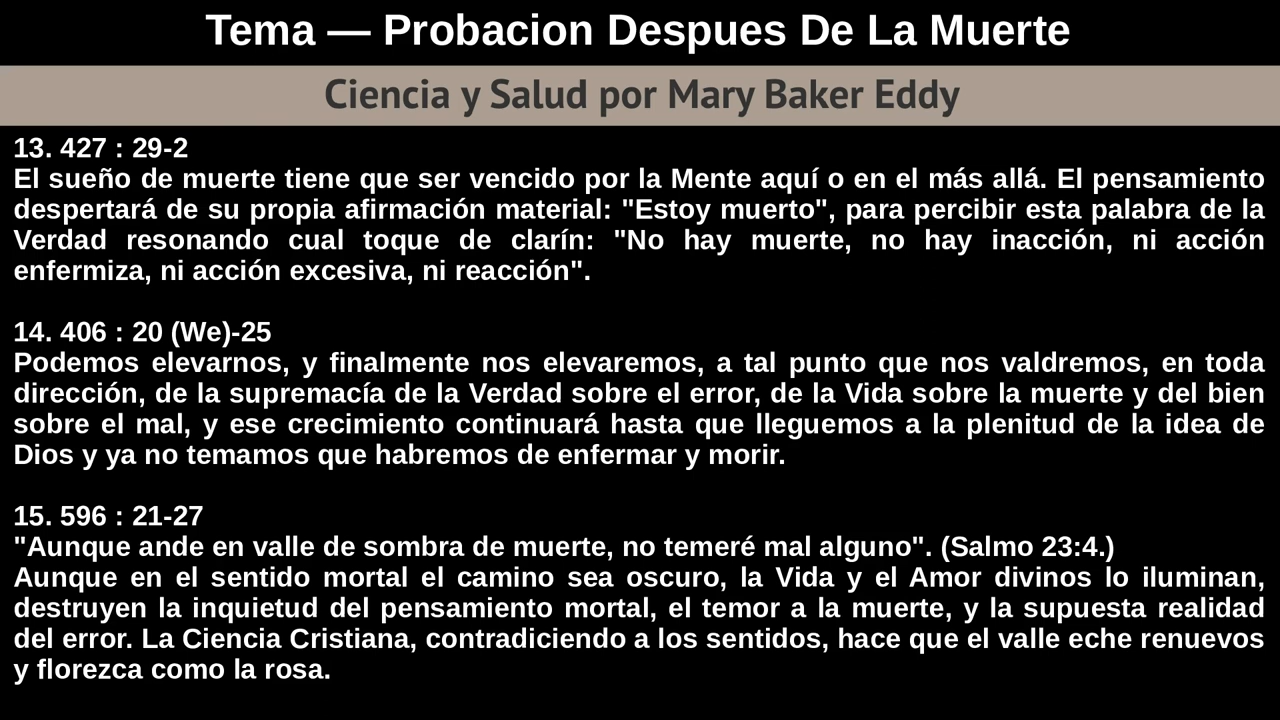 Tema — Probacion Despues De La Muerte
Ciencia y Salud por Mary Baker Eddy
13. 427 : 29-2
El sueño de muerte tiene que ser vencido por la Mente aquí o en el más allá. El pensamiento
despertará de su propia afirmación material: "Estoy muerto", para percibir esta palabra de la
Verdad resonando cual toque de clarín: "No hay muerte, no hay inacción, ni acción
enfermiza, ni acción excesiva, ni reacción".
14. 406 : 20 (We)-25
Podemos elevarnos, y finalmente nos elevaremos, a tal punto que nos valdremos, en toda
dirección, de la supremacía de la Verdad sobre el error, de la Vida sobre la muerte y del bien
sobre el mal, y ese crecimiento continuará hasta que lleguemos a la plenitud de la idea de
Dios y ya no temamos que habremos de enfermar y morir.
15. 596 : 21-27
"Aunque ande en valle de sombra de muerte, no temeré mal alguno". (Salmo 23:4.)
Aunque en el sentido mortal el camino sea oscuro, la Vida y el Amor divinos lo iluminan,
destruyen la inquietud del pensamiento mortal, el temor a la muerte, y la supuesta realidad
del error. La Ciencia Cristiana, contradiciendo a los sentidos, hace que el valle eche renuevos
y florezca como la rosa.